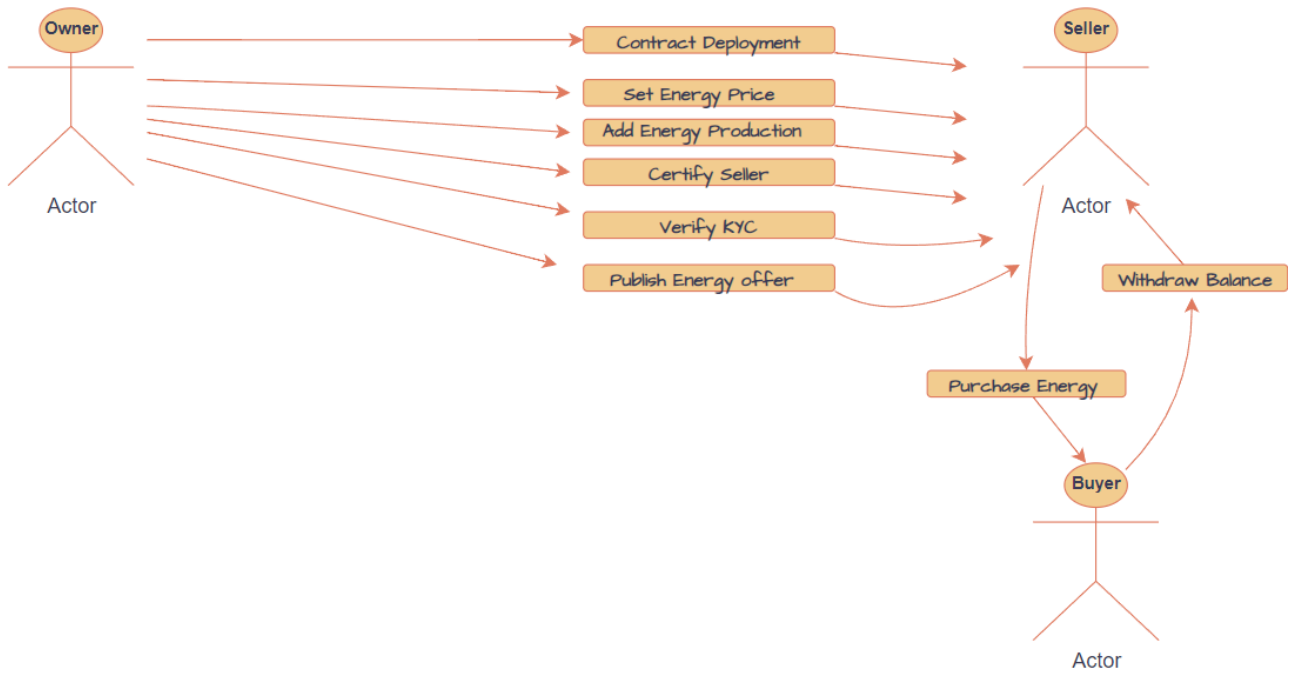 Owner
Seller
Contract Deployment
Set Energy Price
Add Energy Production
Certify Seller
Actor
Actor
Verify KYC
Publish Energy offer
Withdraw Balance
Purchase Energy
Buyer
Actor